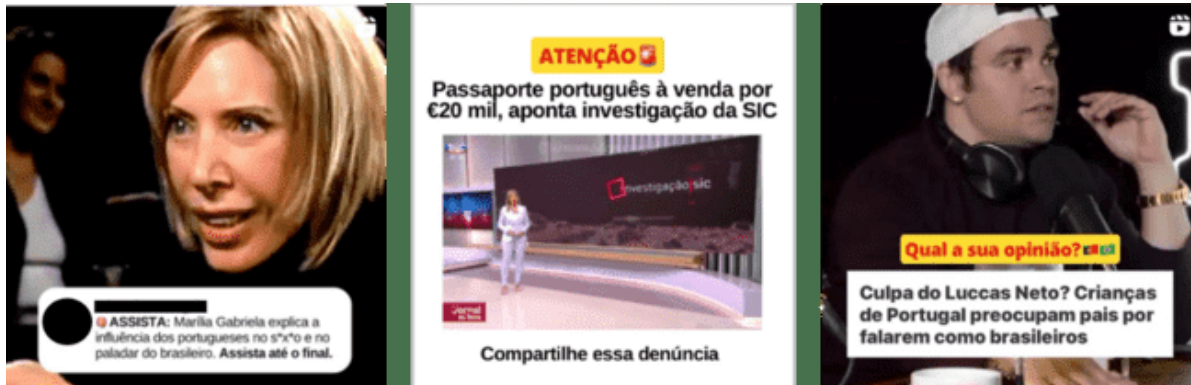 ASSISTA: Marília Gabriela explica a
influência dos portugueses no s*x*o e no
paladar do brasileiro. Assista até o final.
ATENÇÃO
Passaporte português à venda por
€20 mil, aponta investigação da SIC
investigação sic
Jornal
Compartilhe essa denúncia
Qual a sua opinião?
Culpa do Luccas Neto? Crianças
de Portugal preocupam pais por
falarem como brasileiros